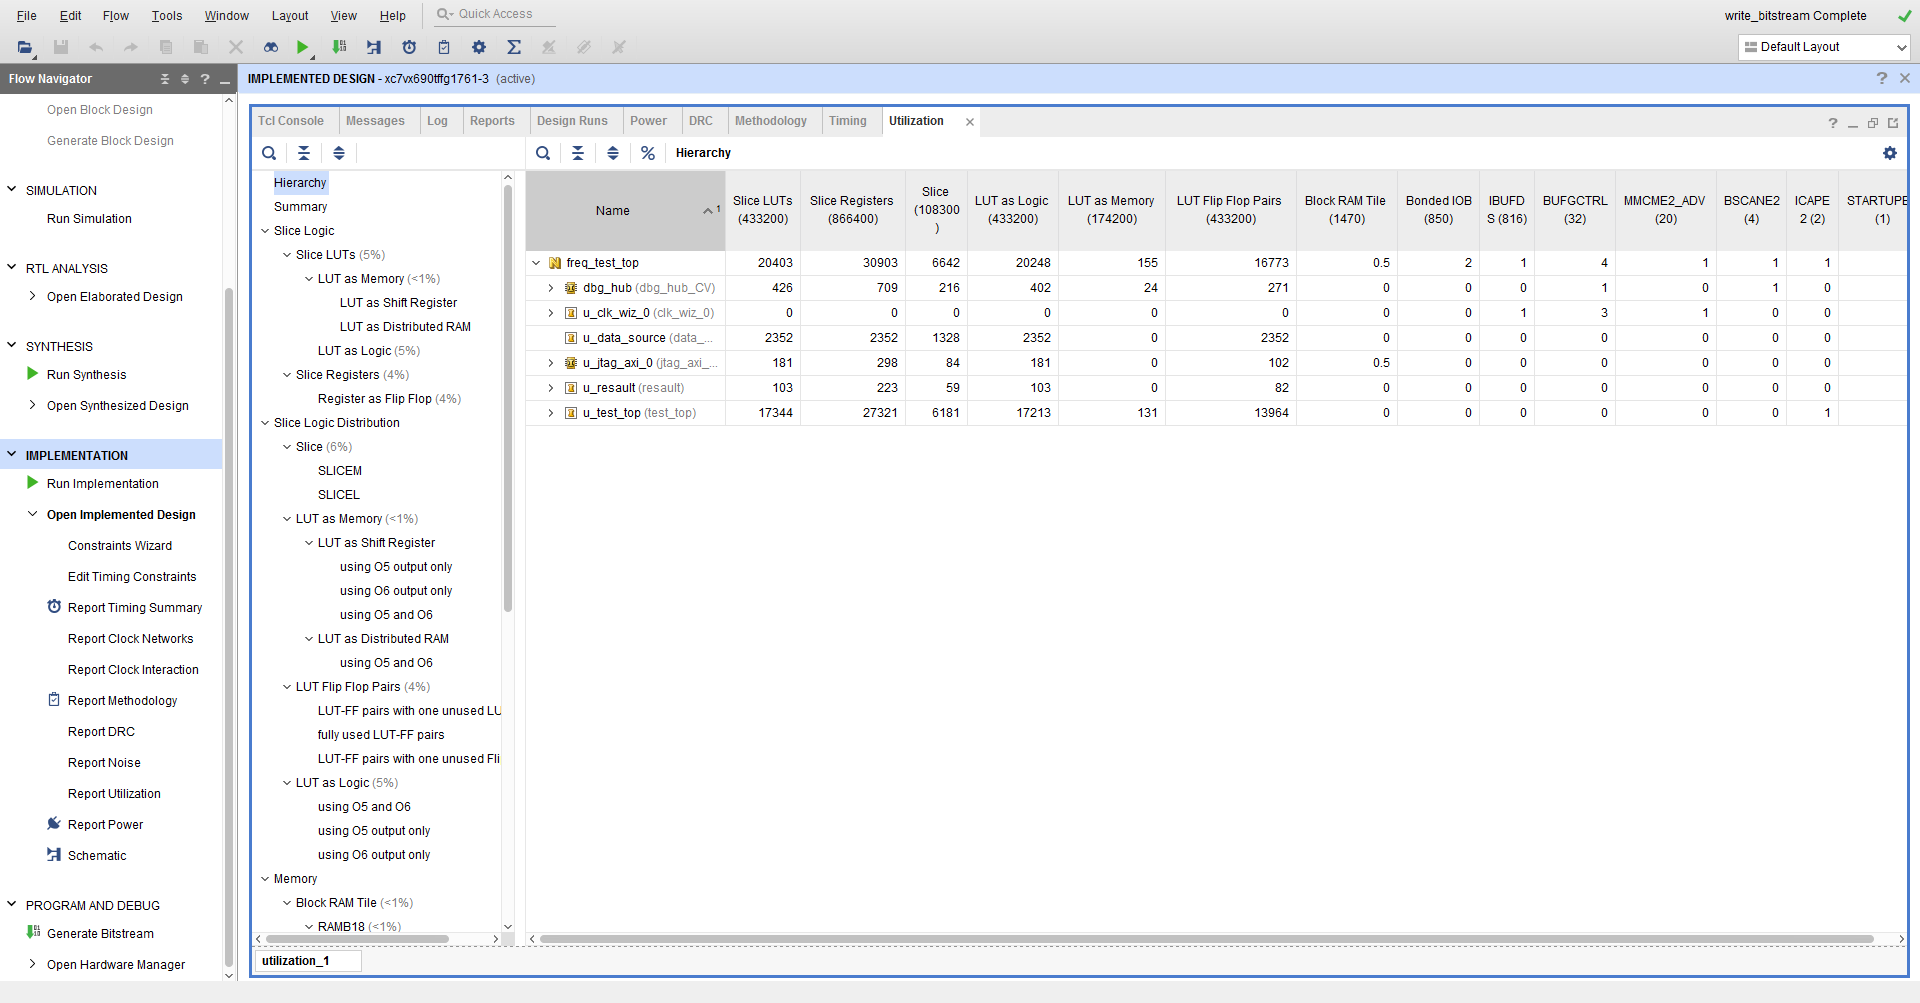 File Edit Flow Tools Window Layout View Help Quick Access write_bitstream Complete
Default Layout
Flow Navigator
IMPLEMENTED DESIGN - xc7vx690tffg1761-3 (active)
Open Block Design
Generate Block Design
SIMULATION
Run Simulation
RTL ANALYSIS
Open Elaborated Design
SYNTHESIS
Run Synthesis
Open Synthesized Design
IMPLEMENTATION
Run Implementation
Open Implemented Design
Constraints Wizard
Edit Timing Constraints
Report Timing Summary
Report Clock Networks
Report Clock Interaction
Report Methodology
Report DRC
Report Noise
Report Utilization
Report Power
Schematic
PROGRAM AND DEBUG
Generate Bitstream
Open Hardware Manager
Tcl Console Messages Log Reports Design Runs Power DRC Methodology Timing Utilization
Hierarchy
Summary
Slice Logic
Slice LUTs (5%)
LUT as Memory (<1%)
LUT as Shift Register
LUT as Distributed RAM
LUT as Logic (5%)
Slice Registers (4%)
Register as Flip Flop (4%)
Slice Logic Distribution
Slice (6%)
SLICEM
SLICEL
LUT as Memory (<1%)
LUT as Shift Register
using O5 output only
using O6 output only
using O5 and O6
LUT as Distributed RAM
using O5 and O6
LUT Flip Flop Pairs (4%)
LUT-FF pairs with one unused LU
fully used LUT-FF pairs
LUT-FF pairs with one unused Fli
LUT as Logic (5%)
using O5 and O6
using O5 output only
using O6 output only
Memory
Block RAM Tile (<1%)
RAMB18 (<1%)
utilization_1
% Hierarchy
Name 1 Slice LUTs (433200) Slice Registers (866400) Slice (108300) LUT as Logic (433200) LUT as Memory (174200) LUT Flip Flop Pairs (433200) Block RAM Tile (1470) Bonded IOB (850) IBUFDS (816) BUFGCTRL (32) MMCME2_ADV (20) BSCANE2 (4) ICAPE2 (2) STARTUPE (1)
freq_test_top 20403 30903 6642 20248 155 16773 0.5 2 1 4 1 1 1
dbg_hub (dbg_hub_CV) 426 709 216 402 24 271 0 0 0 1 0 1 0
u_clk_wiz_0 (clk_wiz_0) 0 0 0 0 0 0 0 0 1 3 1 0 0
u_data_source (data_... 2352 2352 1328 2352 0 2352 0 0 0 0 0 0 0
u_jtag_axi_0 (jtag_axi_... 181 298 84 181 0 102 0.5 0 0 0 0 0 0
u_resault (resault) 103 223 59 103 0 82 0 0 0 0 0 0 0
u_test_top (test_top) 17344 27321 6181 17213 131 13964 0 0 0 0 0 0 1